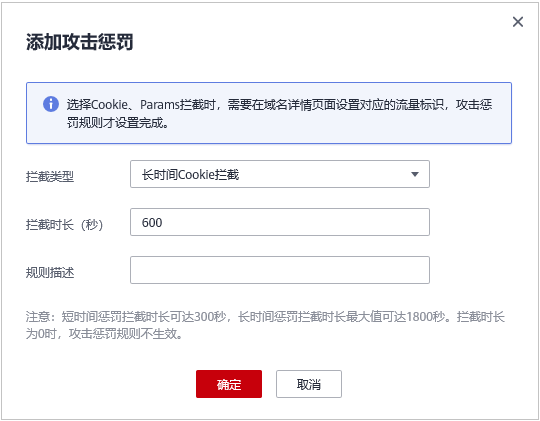 添加攻击惩罚
选择Cookie、Params拦截时，需要在域名详情页面设置对应的流量标识，攻击惩
罚规则才设置完成。
拦截类型
长时间Cookie拦截
拦截时长（秒）
600
规则描述
注意：短时间惩罚拦截时长可达300秒，长时间惩罚拦截时长最大值可达1800秒。拦截时长
为0时，攻击惩罚规则不生效。
确定
取消